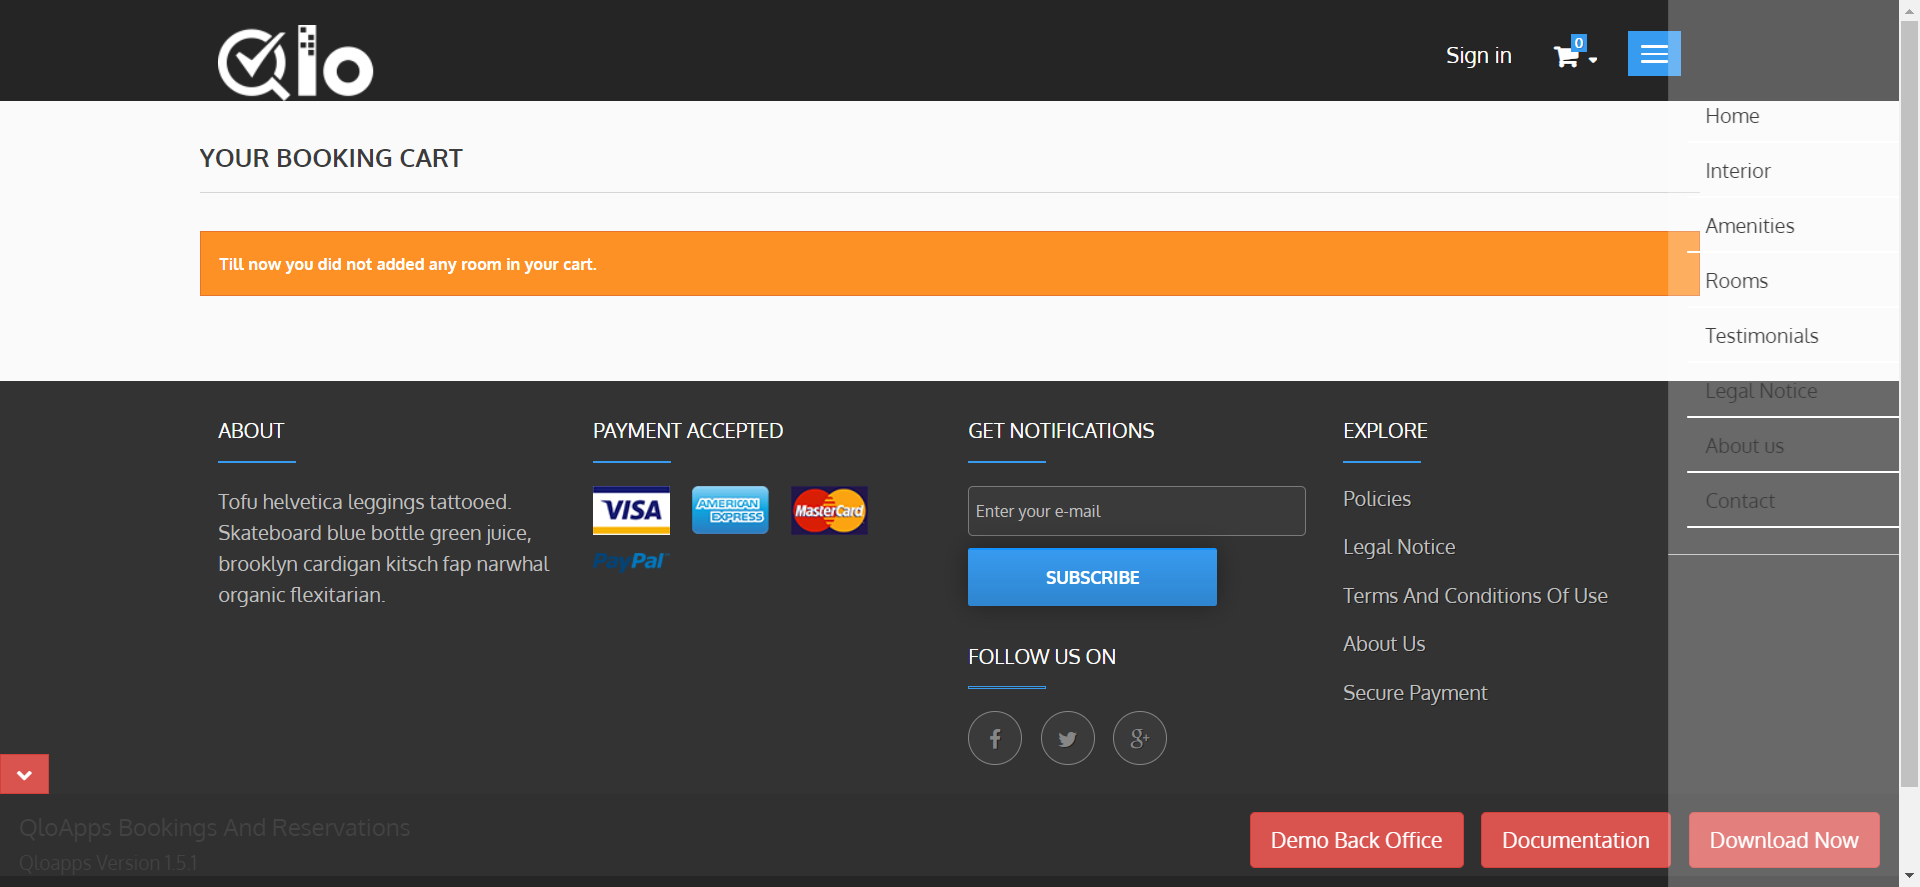 Qlo
Sign in
0
Home
Interior
Amenities
Rooms
Testimonials
Legal Notice
About us
Contact
YOUR BOOKING CART
Till now you did not added any room in your cart.
ABOUT
Tofu helvetica leggings tattooed.
Skateboard blue bottle green juice,
brooklyn cardigan kitsch fap narwhal
organic flexitarian.
PAYMENT ACCEPTED
VISA
AMERICAN
EXPRESS
MasterCard
PayPal
GET NOTIFICATIONS
Enter your e-mail
SUBSCRIBE
FOLLOW US ON
f
g+
EXPLORE
Policies
Legal Notice
Terms And Conditions Of Use
About Us
Secure Payment
QloApps Bookings And Reservations
Qloapps Version 1.5.1
Demo Back Office
Documentation
Download Now